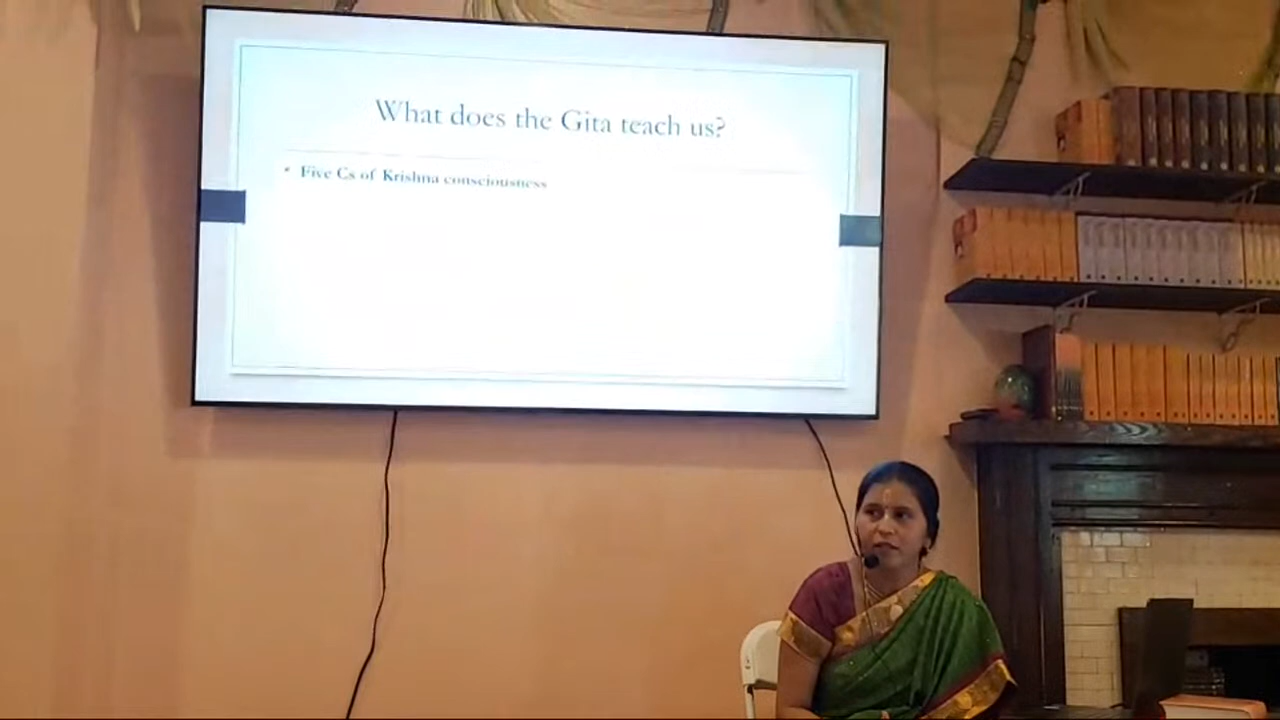 What does the Gita teach us?
• Five Cs of Krishna consciousness